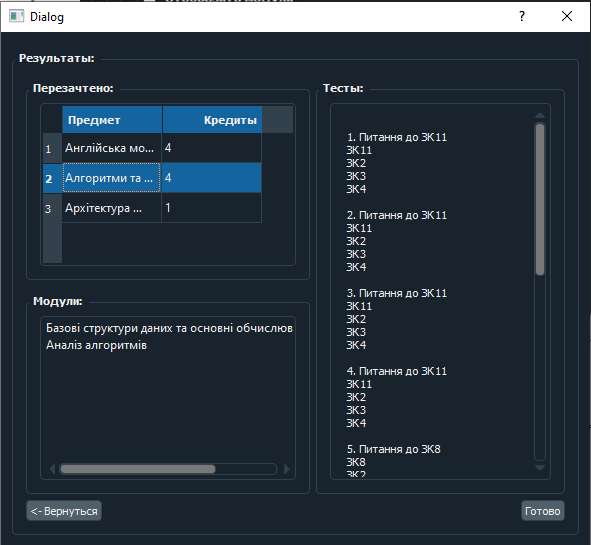 Dialog
?
Результаты:
Перезачтено:
Предмет Кредиты
1 Англійська мо... 4
2 Алгоритми та ... 4
3 Архітектура ... 1
Модули:
Базові структури даних та основні обчислюв
Аналіз алгоритмів
Тесты:
1. Питання до ЗК11
ЗК11
ЗК2
ЗК3
ЗК4
2. Питання до ЗК11
ЗК11
ЗК2
ЗК3
ЗК4
3. Питання до ЗК11
ЗК11
ЗК2
ЗК3
ЗК4
4. Питання до ЗК11
ЗК11
ЗК2
ЗК3
ЗК4
5. Питання до ЗК8
ЗК8
ЗК2
<- Вернуться
Готово